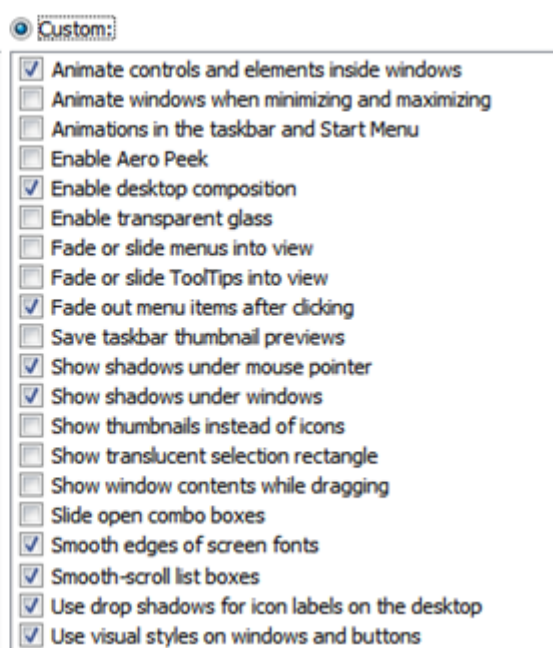 Custom:
Animate controls and elements inside windows
Animate windows when minimizing and maximizing
Animations in the taskbar and Start Menu
Enable Aero Peek
Enable desktop composition
Enable transparent glass
Fade or slide menus into view
Fade or slide ToolTips into view
Fade out menu items after clicking
Save taskbar thumbnail previews
Show shadows under mouse pointer
Show shadows under windows
Show thumbnails instead of icons
Show translucent selection rectangle
Show window contents while dragging
Slide open combo boxes
Smooth edges of screen fonts
Smooth-scroll list boxes
Use drop shadows for icon labels on the desktop
Use visual styles on windows and buttons